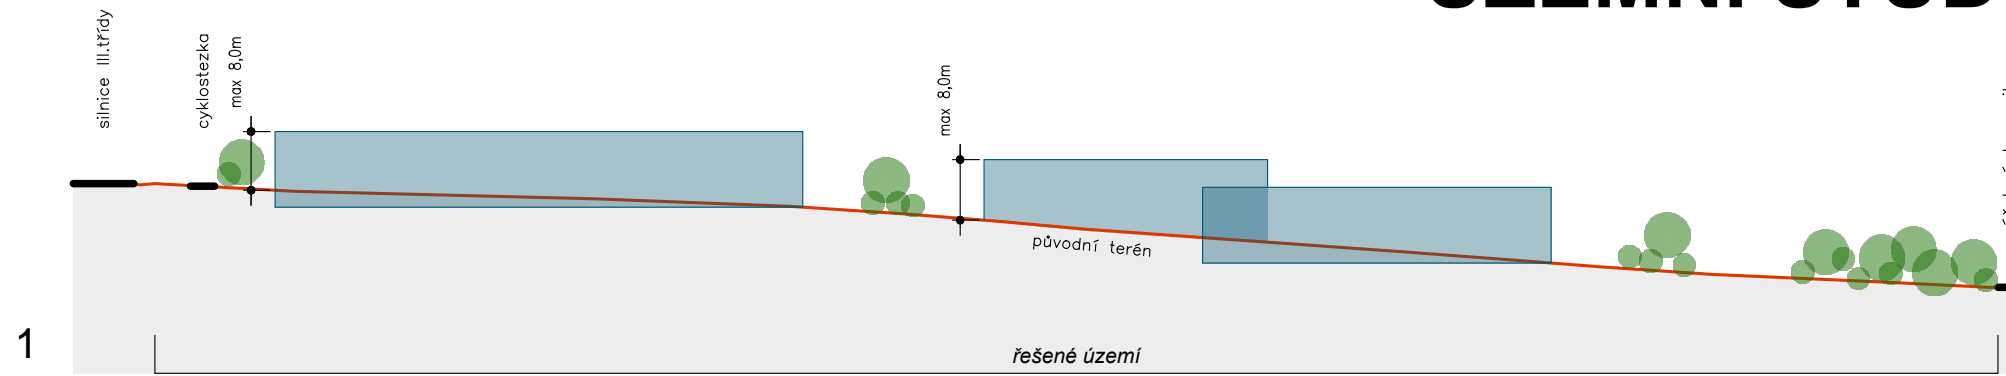 silnice III.třídy
cyklostezka
max 8,0m
max 8,0m
původní terén
1
řešené území